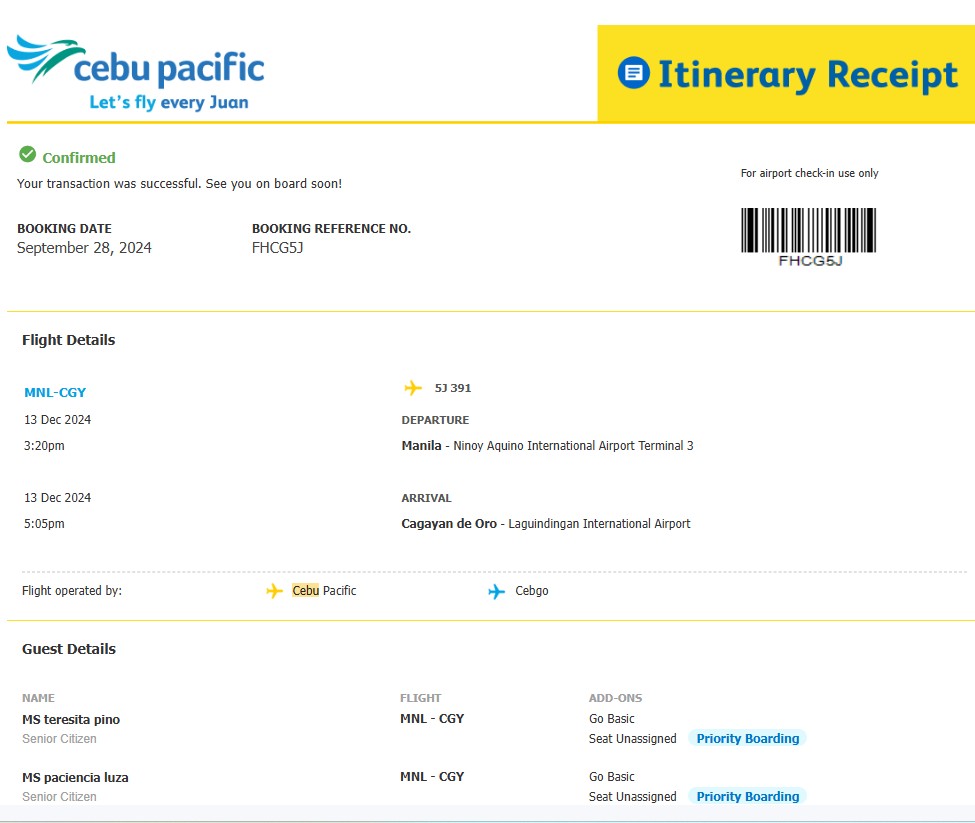 cebu pacific
Let's fly every Juan
Itinerary Receipt
Confirmed
Your transaction was successful. See you on board soon!
For airport check-in use only
BOOKING DATE
BOOKING REFERENCE NO.
September 28, 2024
FHCG5J
FHCG5J
Flight Details
MNL-CGY
5J 391
13 Dec 2024
DEPARTURE
3:20pm
Manila - Ninoy Aquino International Airport Terminal 3
13 Dec 2024
ARRIVAL
5:05pm
Cagayan de Oro - Laguindingan International Airport
Flight operated by:
Cebu Pacific
Cebgo
Guest Details
NAME
FLIGHT
ADD-ONS
MS teresita pino
MNL - CGY
Go Basic
Senior Citizen
Seat Unassigned
Priority Boarding
MS paciencia luza
MNL - CGY
Go Basic
Senior Citizen
Seat Unassigned
Priority Boarding